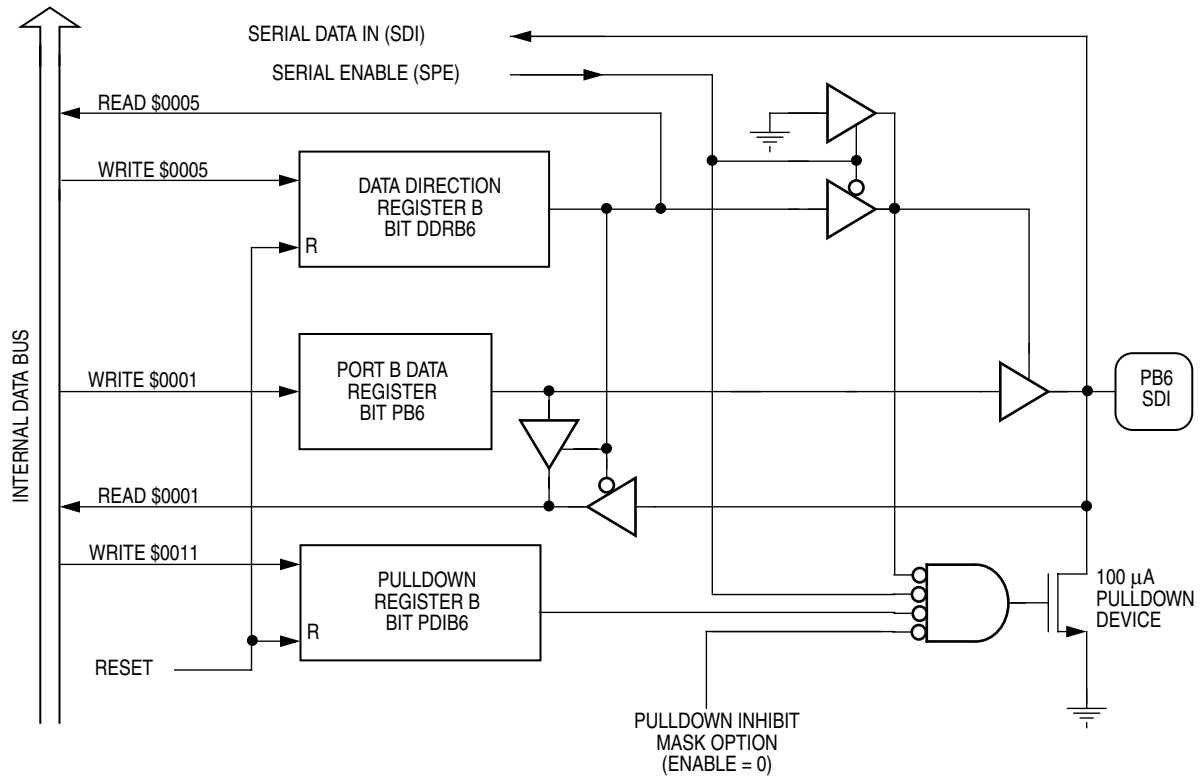 SERIAL DATA IN (SDI)
SERIAL ENABLE (SPE)
READ $0005
WRITE $0005
DATA DIRECTION
REGISTER B
BIT DDRB6
R
INTERNAL DATA BUS
WRITE $0001
PORT B DATA
REGISTER
BIT PB6
PB6
SDI
READ $0001
WRITE $0011
PULLDOWN
REGISTER B
BIT PDIB6
R
100 µA
PULLDOWN
DEVICE
RESET
PULLDOWN INHIBIT
MASK OPTION
(ENABLE = 0)